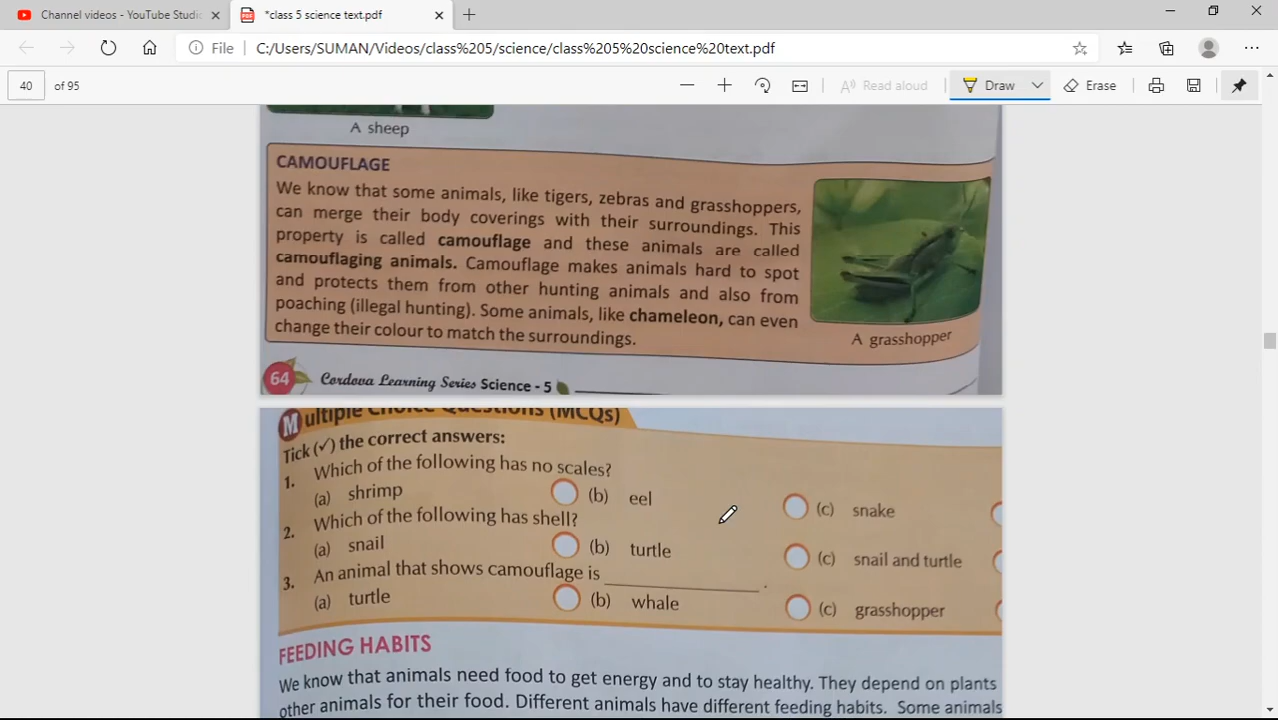 Channel videos - YouTube Studi
*class 5 science text.pdf
File
C:/Users/SUMAN/Videos/class%205/science/class%205%20science%20text.pdf
40 of 95
Read aloud
Draw
Erase
A sheep
CAMOUFLAGE
We know that some animals, like tigers, zebras and grasshoppers,
can merge their body coverings with their surroundings. This
property is called camouflage and these animals are called
camouflaging animals. Camouflage makes animals hard to spot
and protects them from other hunting animals and also from
poaching (illegal hunting). Some animals, like chameleon, can even
change their colour to match the surroundings.
A grasshopper
64 Cordova Learning Series Science - 5
Multiple Choice Questions (MCQs)
Tick (✓) the correct answers:
1. Which of the following has no scales?
(a) shrimp (b) eel (c) snake
2. Which of the following has shell?
(a) snail (b) turtle (c) snail and turtle
3. An animal that shows camouflage is ____________.
(a) turtle (b) whale (c) grasshopper
FEEDING HABITS
We know that animals need food to get energy and to stay healthy. They depend on plants
other animals for their food. Different animals have different feeding habits. Some animals